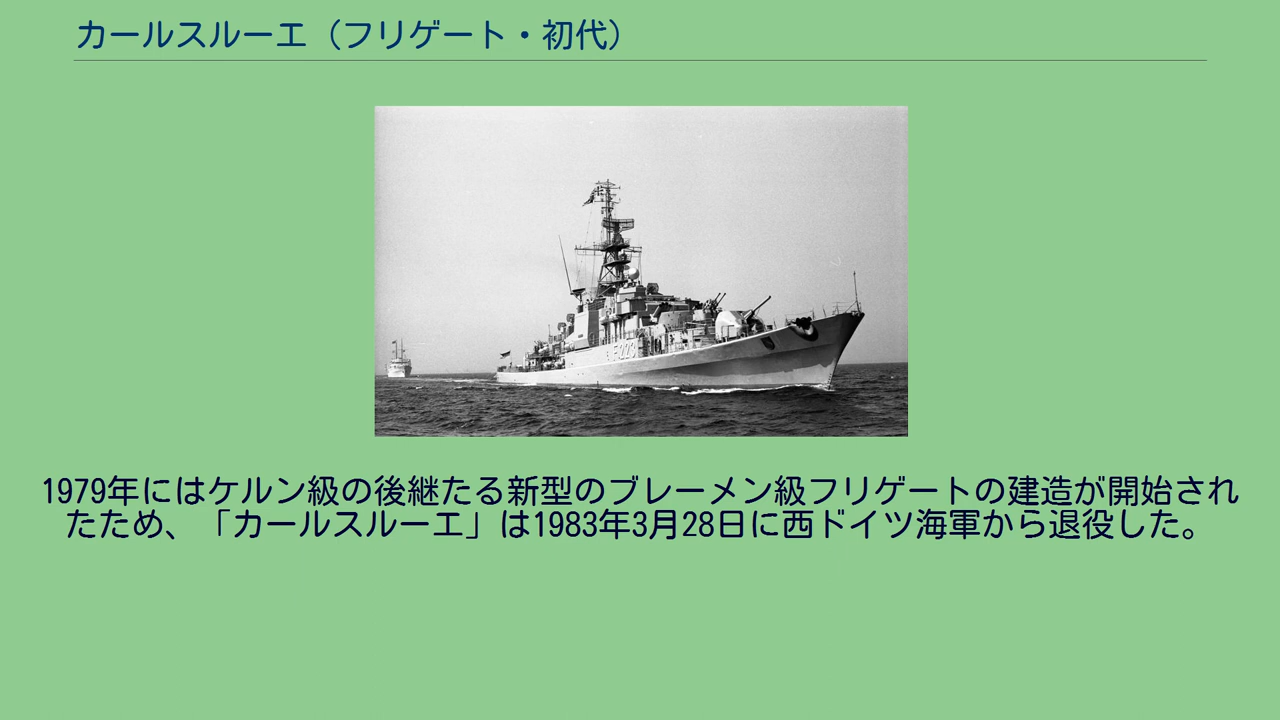 カールスルーエ（フリゲート・初代）
F223
1979年にはケルン級の後継たる新型のブレーメン級フリゲートの建造が開始され
たため、「カールスルーエ」は1983年3月28日に西ドイツ海軍から退役した。